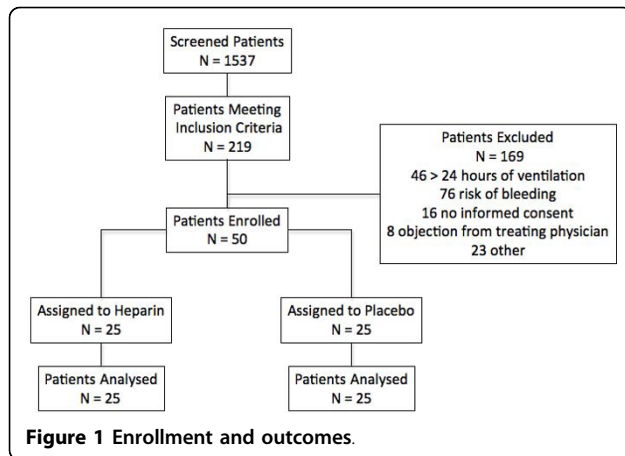 Screened Patients
N = 1537
Patients Meeting
Inclusion Criteria
N = 219
Patients Excluded
N = 169
46 > 24 hours of ventilation
76 risk of bleeding
16 no informed consent
8 objection from treating physician
23 other
Patients Enrolled
N = 50
Assigned to Heparin
N = 25
Assigned to Placebo
N = 25
Patients Analysed
N = 25
Patients Analysed
N = 25
Figure 1 Enrollment and outcomes.